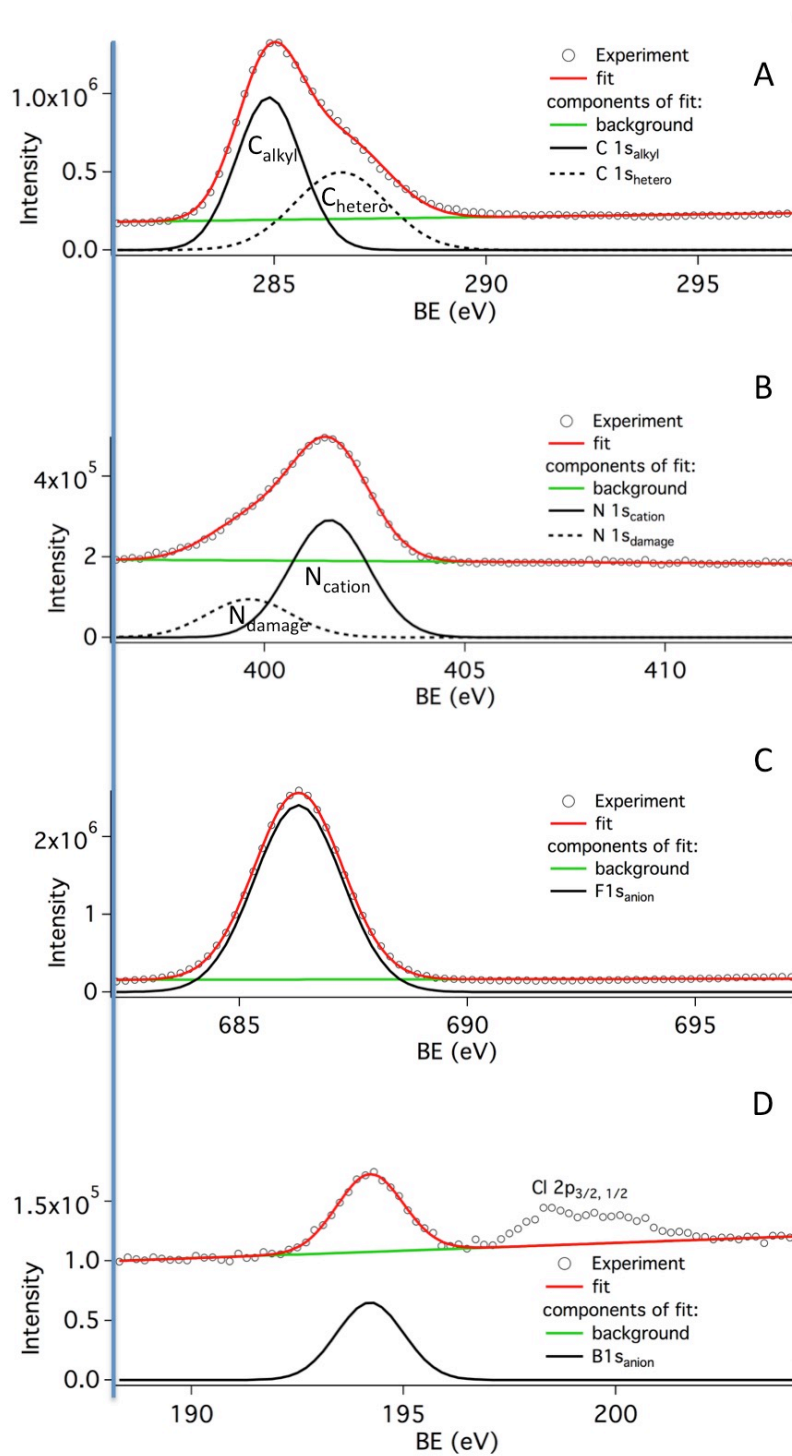 A
Experiment
fit
components of fit:
background
C 1s_alkyl
C 1s_hetero
C_alkyl
C_hetero
1.0x10^6
0.5
0.0
Intensity
285
290
295
BE (eV)
B
Experiment
fit
components of fit:
background
N 1s_cation
N 1s_damage
N_cation
N_damage
4x10^5
2
0
Intensity
400
405
410
BE (eV)
C
Experiment
fit
components of fit:
background
F1s_anion
2x10^6
1
0
Intensity
685
690
695
BE (eV)
D
Cl 2p_3/2, 1/2
Experiment
fit
components of fit:
background
B1s_anion
1.5x10^5
1.0
0.5
0.0
Intensity
190
195
200
BE (eV)